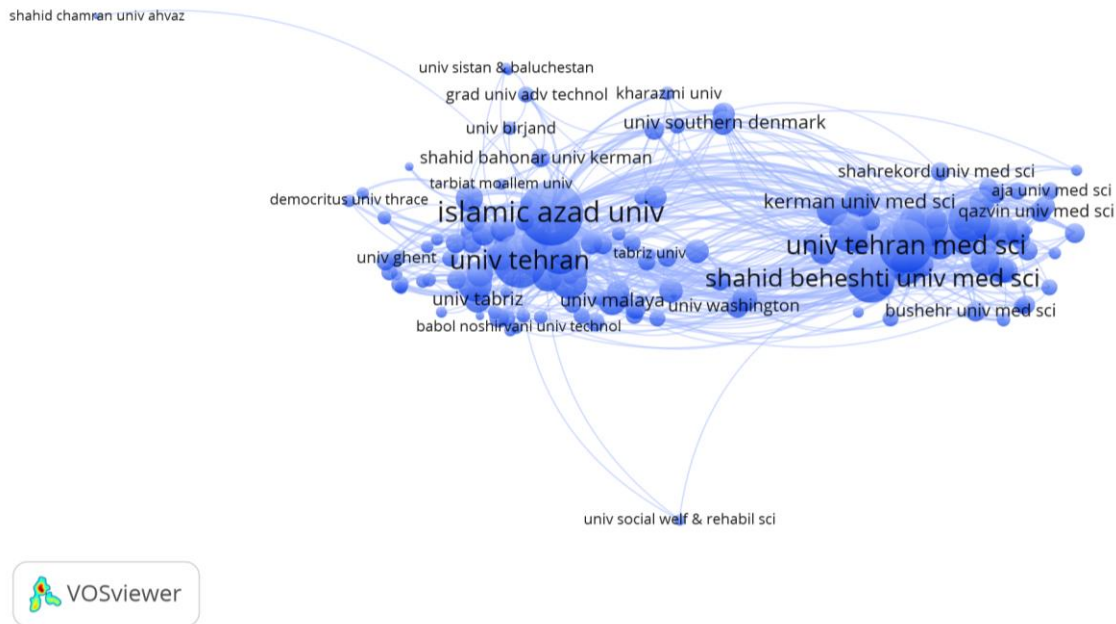 shahid chamran univ ahvaz
univ sistan & baluchestan
grad univ adv technol
kharazmi univ
univ birjand
univ southern denmark
shahid bahonar univ kerman
shahrekord univ med sci
tarbiat moallem univ
aja univ med sci
democritus univ thrace
kerman univ med sci
islamic azad univ
qazvin univ med sci
univ tehran med sci
tabriz univ
univ ghent
univ tehran
shahid beheshti univ med sci
univ tabriz
univ malaya
univ washington
bushehr univ med sci
babol noshirvani univ technol
univ social welf & rehabil sci
VOSviewer